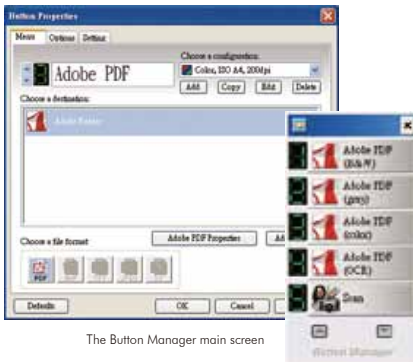 Button Properties
Menu Options Setting
Choose a configuration:
Adobe PDF
Color, ISO A4, 200dpi
Add Copy Edit Delete
Choose a destination:
Adobe Reader
Choose a file format
Adobe PDF Properties
PDF
Defaults OK Cancel
Adobe PDF
(B&W)
Adobe PDF
(gray)
Adobe PDF
(color)
Adobe PDF
(OCR)
Scan
Button Manager
The Button Manager main screen